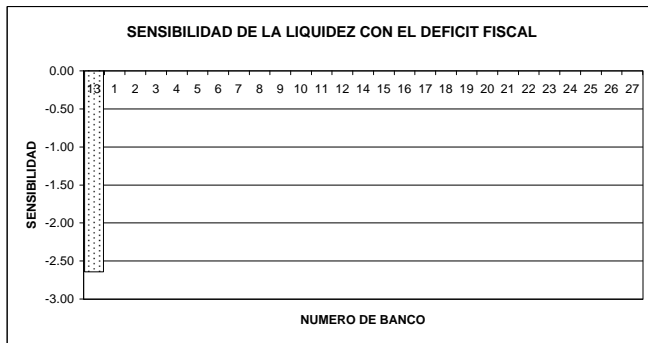 SENSIBILIDAD DE LA LIQUIDEZ CON EL DEFICIT FISCAL
0.00
13 1 2 3 4 5 6 7 8 9 10 11 12 14 15 16 17 18 19 20 21 22 23 24 25 26 27
-0.50
-1.00
-1.50
-2.00
-2.50
-3.00
SENSIBILIDAD
NUMERO DE BANCO